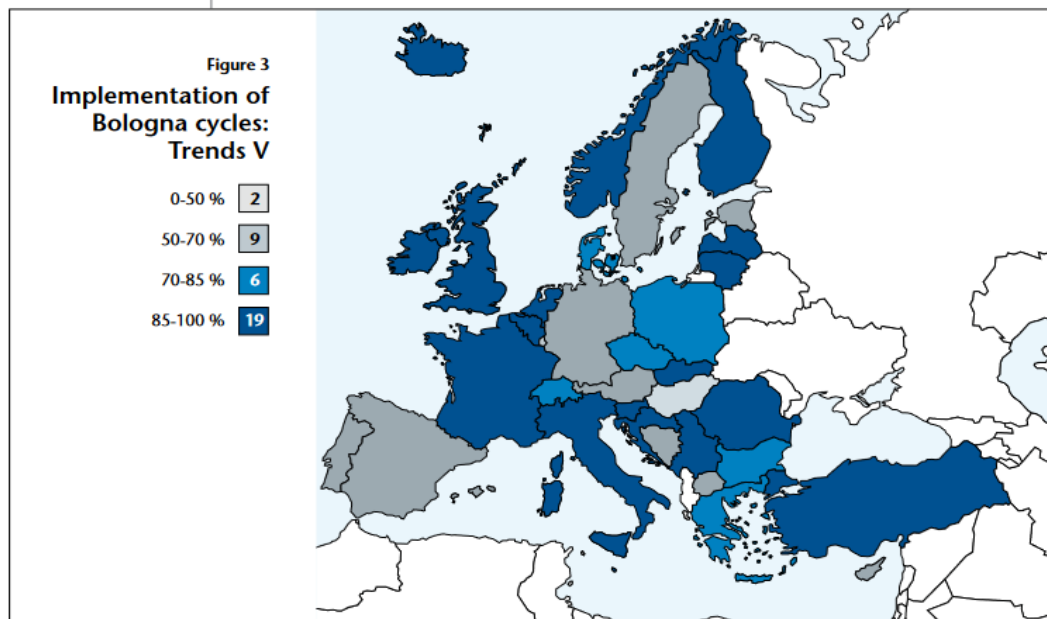 Figure 3
Implementation of
Bologna cycles:
Trends V
0-50 % 2
50-70 % 9
70-85 % 6
85-100 % 19